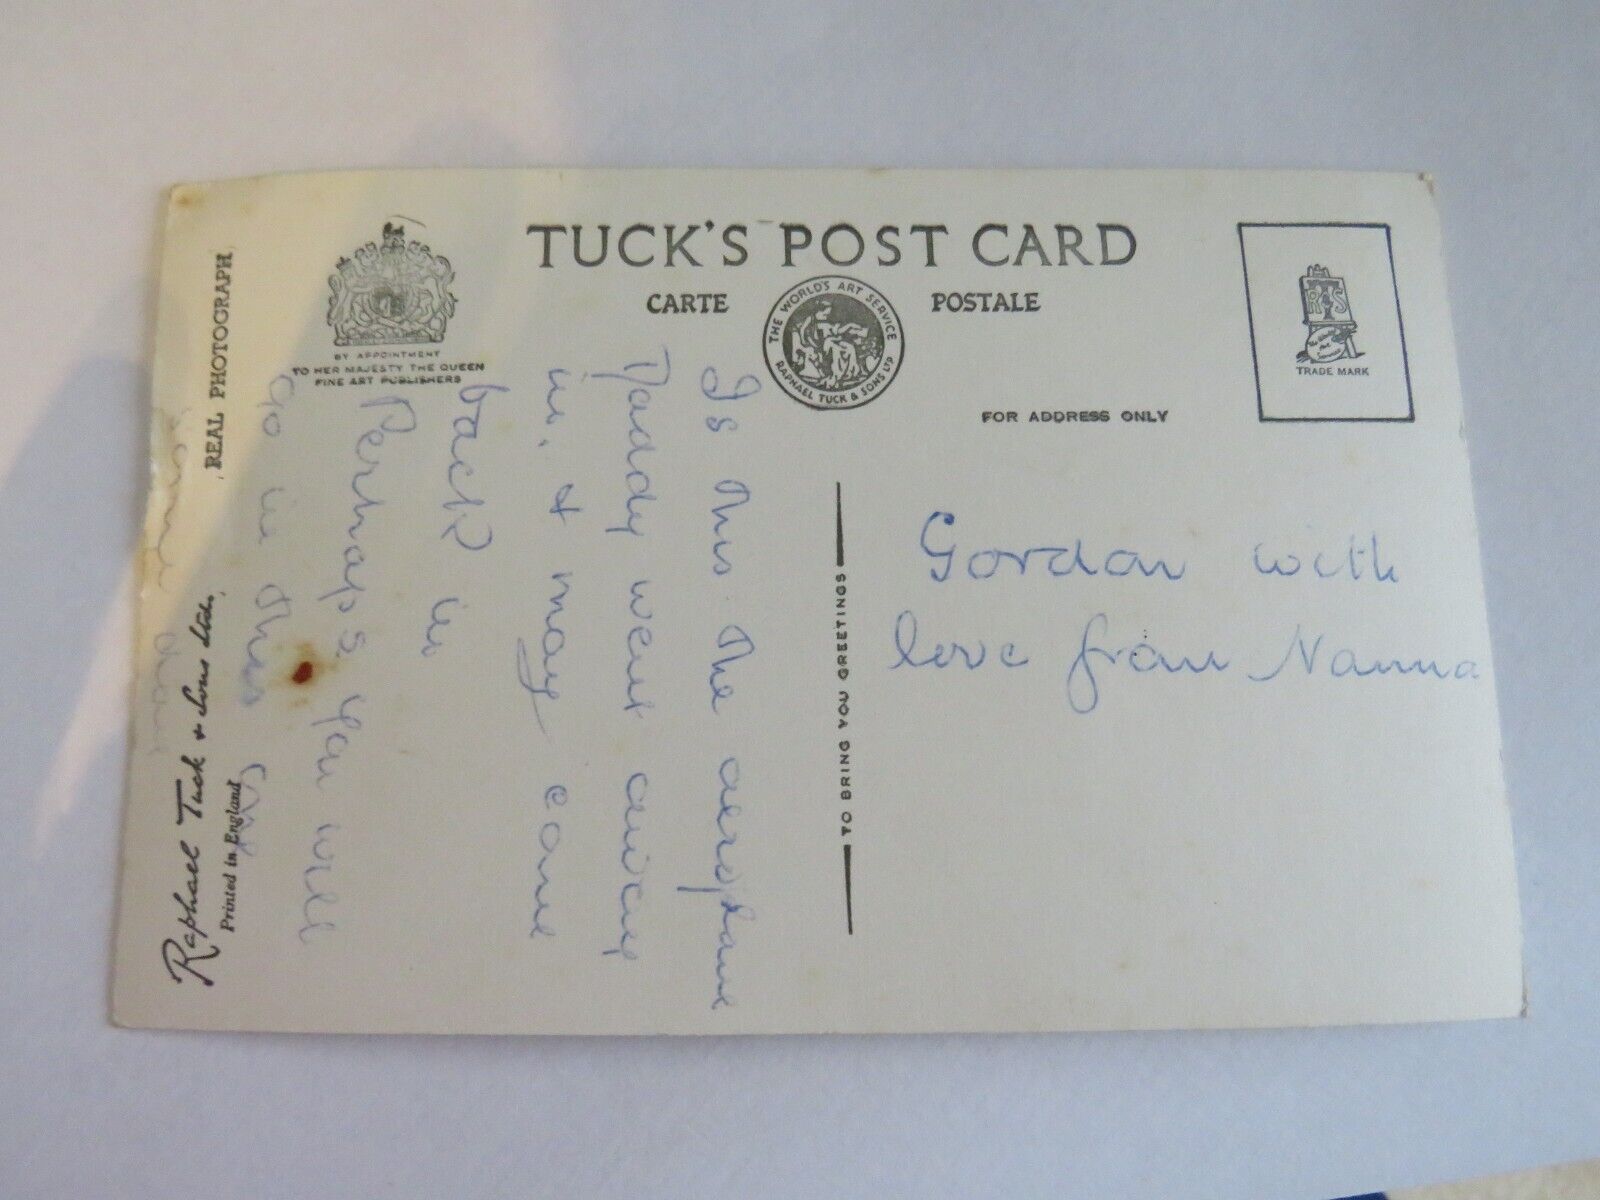 TUCK'S POST CARD
CARTE POSTALE
THE WORLD'S ART SERVICE
RAPHAEL TUCK & SONS LTD
BY APPOINTMENT
TO HER MAJESTY THE QUEEN
FINE ART PUBLISHERS
R T S
TRADE MARK
FOR ADDRESS ONLY
REAL PHOTOGRAPH
Raphael Tuck & Sons Ltd.
Printed in England
TO BRING YOU GREETINGS
Is this the aeroplane
Daddy went away
in, & may come
back in
Perhaps you will
go in this
some
Gordon with
love from Nanna